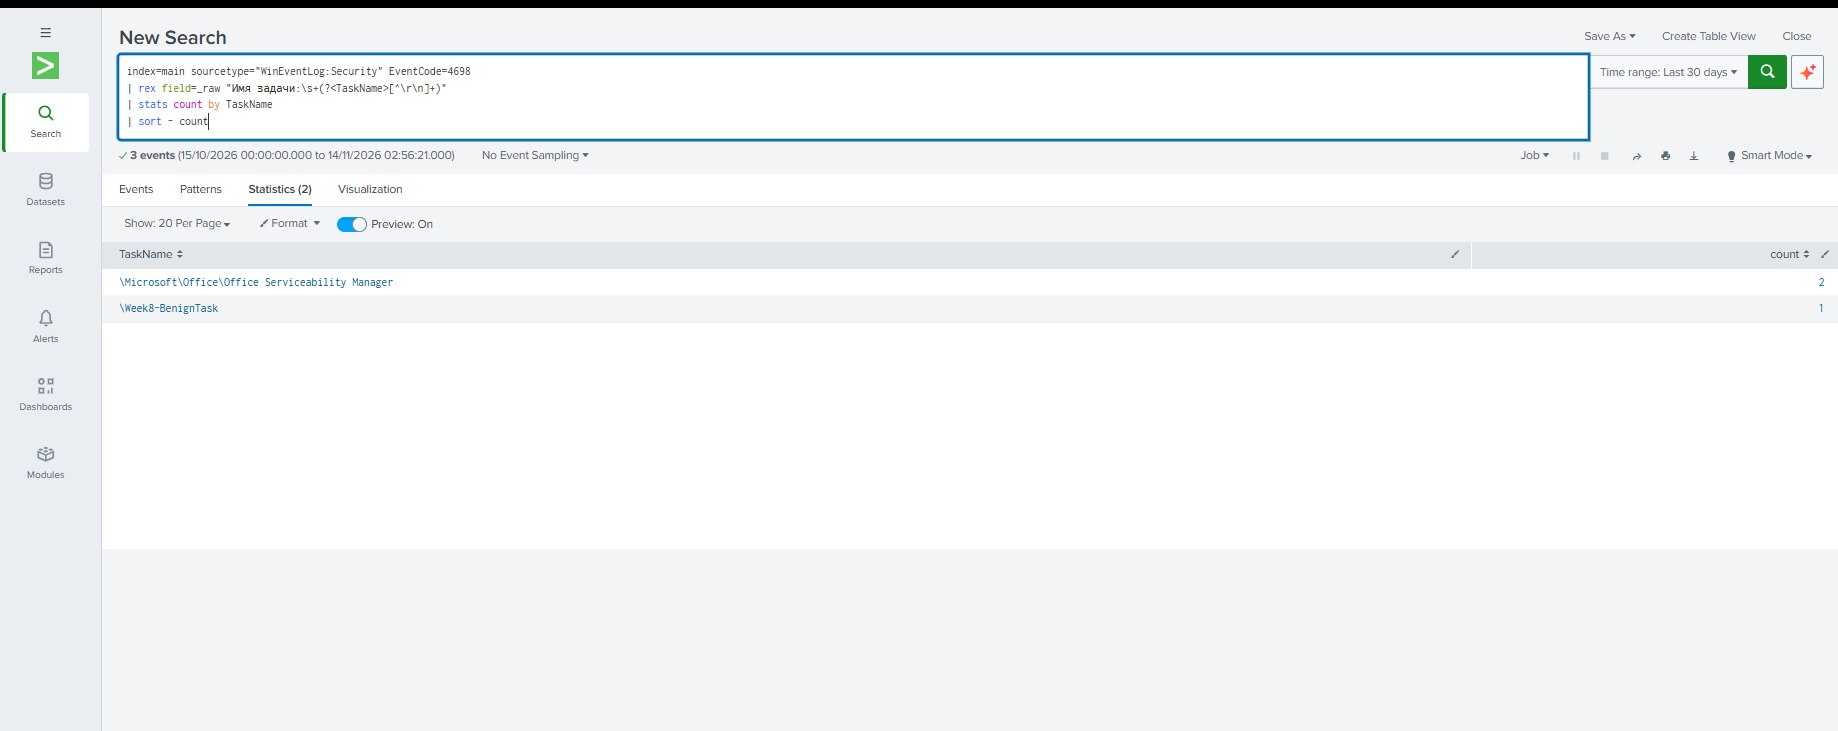 New Search
Save As
Create Table View
Close
index=main sourcetype="WinEventLog:Security" EventCode=4698
| rex field=_raw "Имя задачи:\s+(?<TaskName>[^\r\n]+)"
| stats count by TaskName
| sort - count
Time range: Last 30 days
3 events (15/10/2026 00:00:00.000 to 14/11/2026 02:56:21.000)
No Event Sampling
Job
Smart Mode
Events
Patterns
Statistics (2)
Visualization
Show: 20 Per Page
Format
Preview: On
TaskName
count
\Microsoft\Office\Office Serviceability Manager
2
\Week8-BenignTask
1
Search
Datasets
Reports
Alerts
Dashboards
Modules